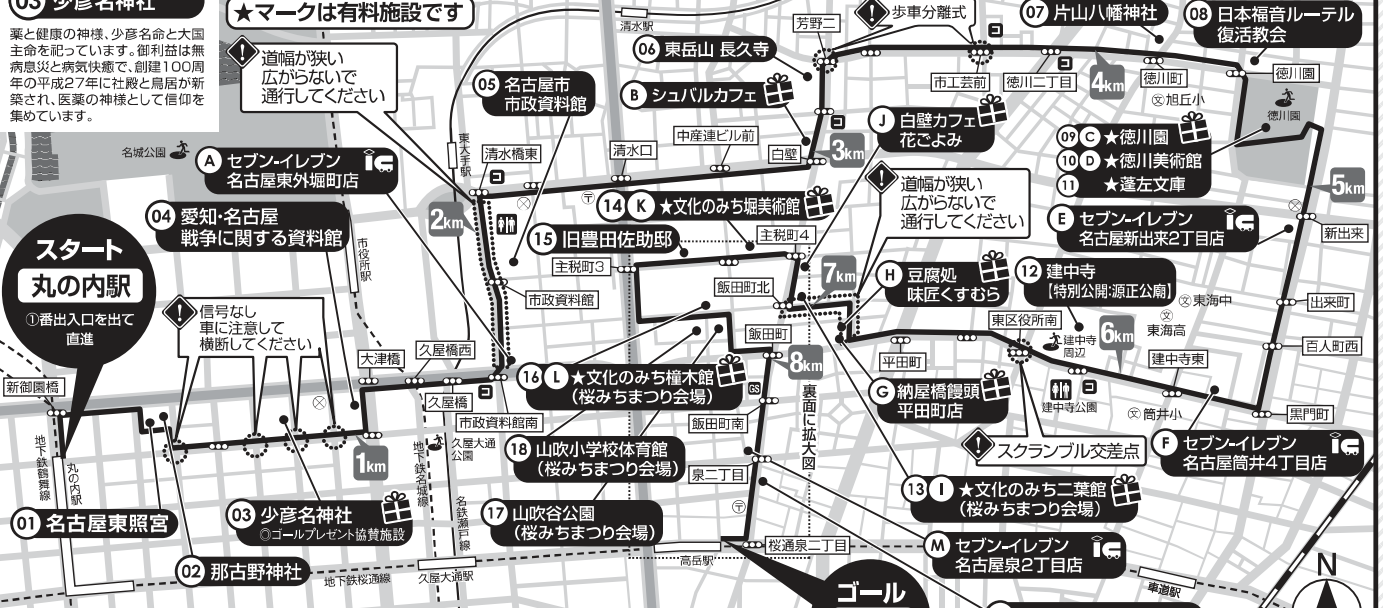 03 少彦名神社
薬と健康の神様、少彦名命と大国
主命を祀っています。御利益は無
病息災と病気快癒で、創建100周
年の平成27年に社殿と鳥居が新
築され、医薬の神様として信仰を
集めています。
★マークは有料施設です
! 道幅が狭い
広がらないで
通行してください
清水駅
芳野二
! 歩車分離式
07 片山八幡神社
08 日本福音ルーテル
復活教会
06 東岳山 長久寺
05 名古屋市
市政資料館
B シュバルカフェ
中産連ビル前
市工芸前
徳川二丁目
4km
徳川町
徳川園
文 旭丘小
徳川園
J 白壁カフェ
花ごよみ
09 C ★徳川園
10 D ★徳川美術館
11 ★蓬左文庫
名城公園
A セブン-イレブン
名古屋東外堀町店
東大手駅
清水橋東
清水口
白壁
3km
! 道幅が狭い
広がらないで
通行してください
5km
04 愛知・名古屋
戦争に関する資料館
2km
14 K ★文化のみち堀美術館
E セブン-イレブン
名古屋新出来2丁目店
新出来
スタート
丸の内駅
①番出入口を出て
直進
市役所駅
15 旧豊田佐助邸
主税町4
主税町3
7km
H 豆腐処
味匠くすむら
12 建中寺
【特別公開:源正公廟】
文 東海中
文
東海高
市政資料館
飯田町北
出来町
! 信号なし
車に注意して
横断してください
東区役所南
6km
建中寺
周辺
飯田町
平田町
建中寺東
百人町西
大津橋
久屋橋西
8km
新御園橋
16 L ★文化のみち橦木館
(桜みちまつり会場)
GS
裏面に拡大図
G 納屋橋饅頭
平田町店
建中寺公園
文 筒井小
黒門町
久屋橋
市政資料館南
飯田町南
1km
久屋大通
公園
18 山吹小学校体育館
(桜みちまつり会場)
! スクランブル交差点
F セブン-イレブン
名古屋筒井4丁目店
地下鉄鶴舞線
丸の内駅
地下鉄名城線
泉二丁目
13 I ★文化のみち二葉館
(桜みちまつり会場)
01 名古屋東照宮
03 少彦名神社
◎ゴールプレゼント協賛施設
名鉄瀬戸線
17 山吹谷公園
(桜みちまつり会場)
〒
桜通泉二丁目
M セブン-イレブン
名古屋泉2丁目店
02 那古野神社
地下鉄桜通線
久屋大通駅
高岳駅
ゴール
車道駅
N